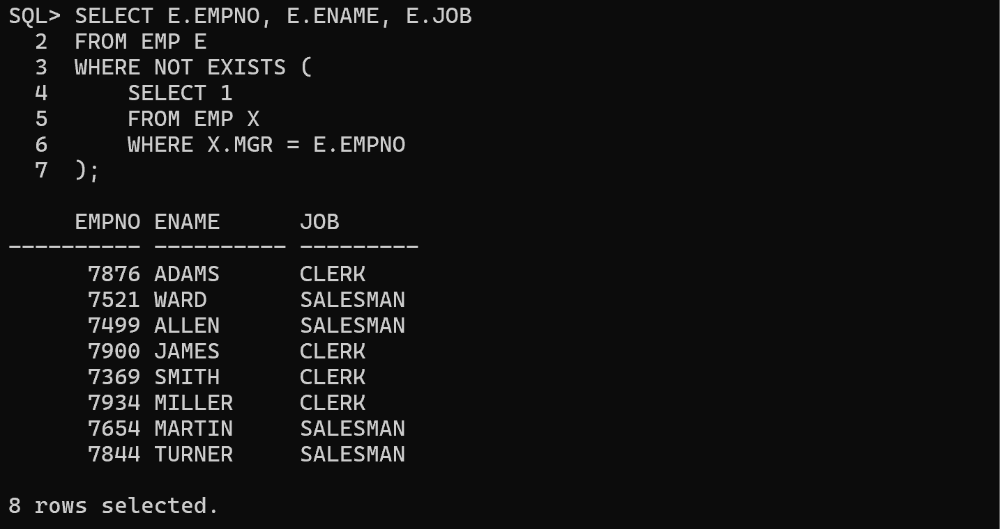 SQL> SELECT E.EMPNO, E.ENAME, E.JOB
  2  FROM EMP E
  3  WHERE NOT EXISTS (
  4      SELECT 1
  5      FROM EMP X
  6      WHERE X.MGR = E.EMPNO
  7  );

     EMPNO ENAME      JOB
---------- ---------- ---------
      7876 ADAMS      CLERK
      7521 WARD       SALESMAN
      7499 ALLEN      SALESMAN
      7900 JAMES      CLERK
      7369 SMITH      CLERK
      7934 MILLER     CLERK
      7654 MARTIN     SALESMAN
      7844 TURNER     SALESMAN

8 rows selected.